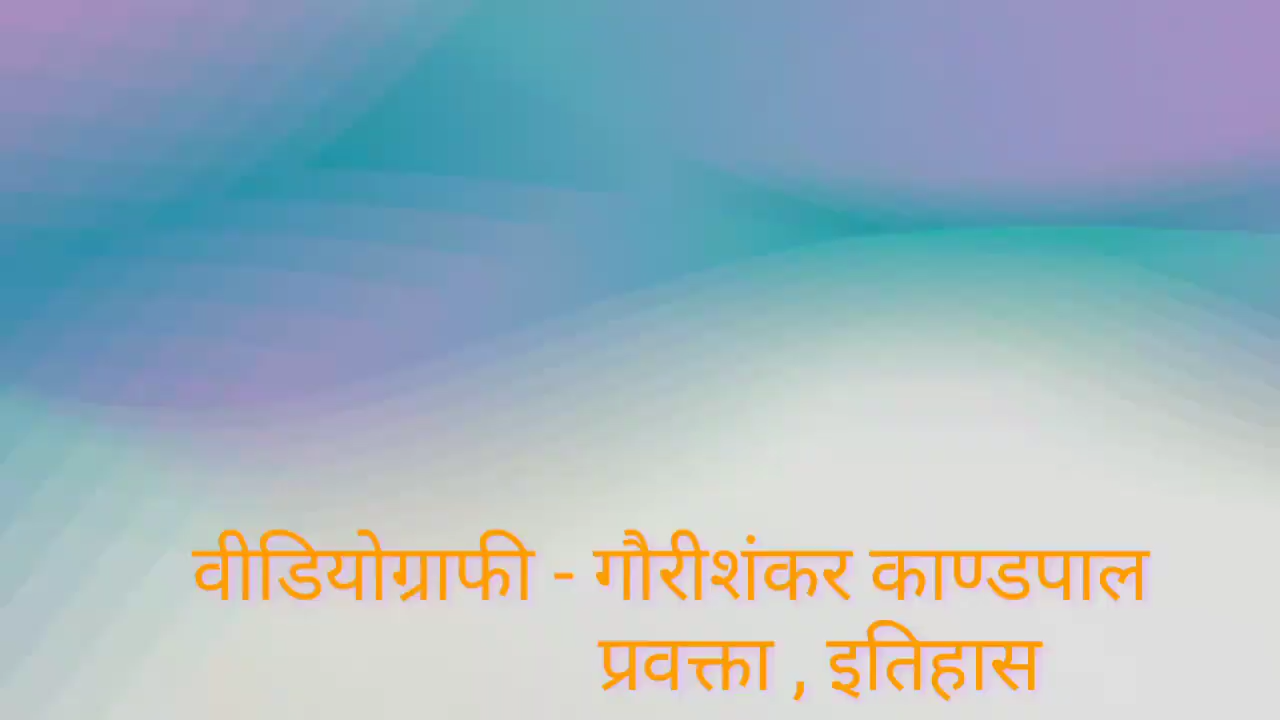 वीडियोग्राफी - गौरीशंकर काण्डपाल
प्रवक्ता , इतिहास